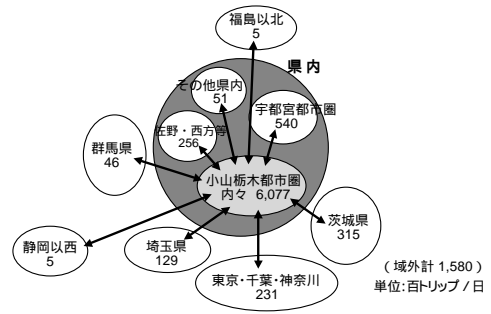 福島以北
5
県 内
その他県内
51
宇都宮都市圏
540
佐野・西方等
256
群馬県
46
小山栃木都市圏
内々 6,077
茨城県
315
静岡以西
5
埼玉県
129
東京・千葉・神奈川
231
( 域外計 1,580 )
単位:百トリップ / 日